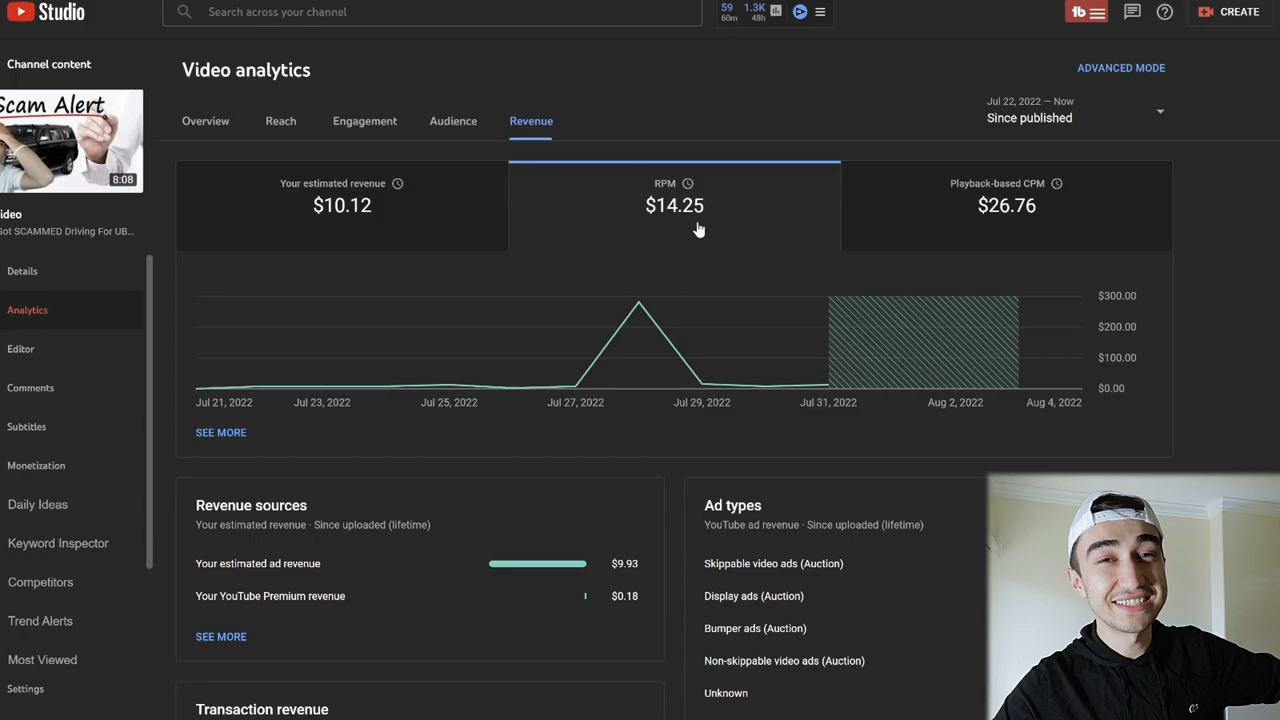 Studio
Search across your channel
59
60m
1.3K
48h
tb
?
CREATE
Channel content
Scam Alert
8:08
Video analytics
ADVANCED MODE
Jul 22, 2022 — Now
Since published
Overview
Reach
Engagement
Audience
Revenue
ideo
Got SCAMMED Driving For UB...
Details
Analytics
Editor
Comments
Subtitles
Monetization
Daily Ideas
Keyword Inspector
Competitors
Trend Alerts
Most Viewed
Settings
Your estimated revenue
$10.12
RPM
$14.25
Playback-based CPM
$26.76
$300.00
$200.00
$100.00
$0.00
Jul 21, 2022
Jul 23, 2022
Jul 25, 2022
Jul 27, 2022
Jul 29, 2022
Jul 31, 2022
Aug 2, 2022
Aug 4, 2022
SEE MORE
Revenue sources
Your estimated revenue · Since uploaded (lifetime)
Your estimated ad revenue
$9.93
Your YouTube Premium revenue
$0.18
SEE MORE
Transaction revenue
Ad types
YouTube ad revenue · Since uploaded (lifetime)
Skippable video ads (Auction)
Display ads (Auction)
Bumper ads (Auction)
Non-skippable video ads (Auction)
Unknown